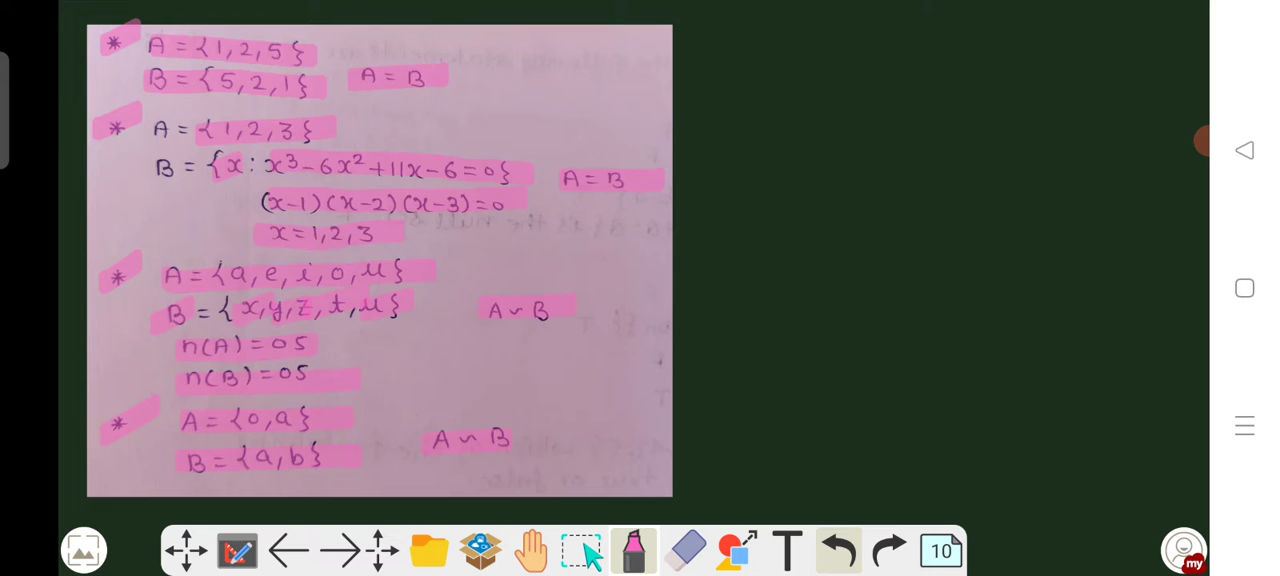 * A = {1, 2, 5}
B = {5, 2, 1} A = B
* A = {1, 2, 3}
B = {x : x³ - 6x² + 11x - 6 = 0} A = B
(x-1) (x-2) (x-3) = 0
x = 1, 2, 3
* A = {a, e, i, o, u}
B = {x, y, z, t, u} A ~ B
n(A) = 05
n(B) = 05
* A = {0, a}
B = {a, b} A ~ B
T
10
my